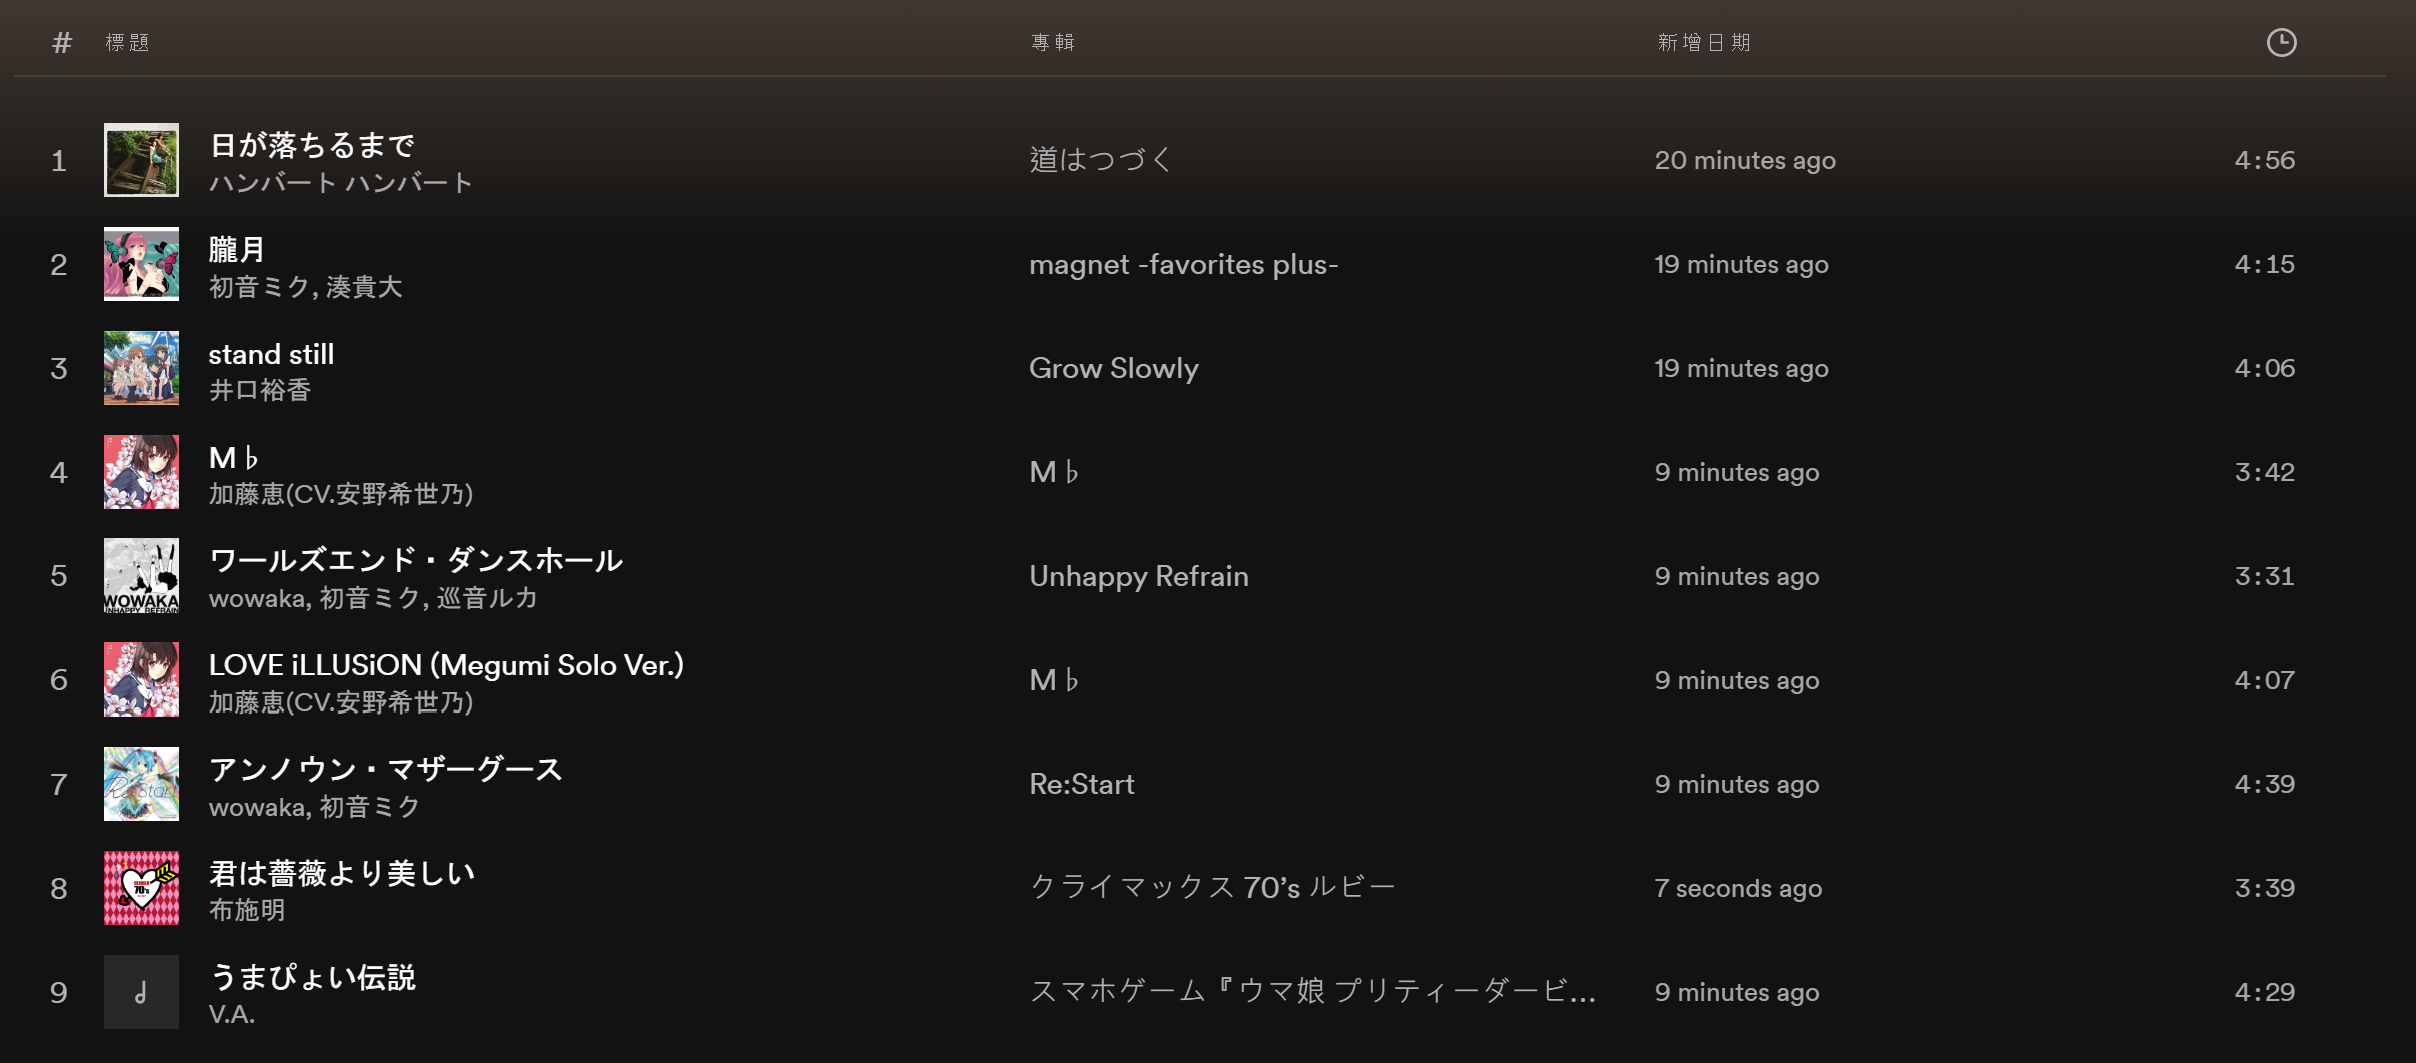 # 標題 專輯 新增日期
1 日が落ちるまで 道はつづく 20 minutes ago 4:56
ハンバート ハンバート
2 朧月 magnet -favorites plus- 19 minutes ago 4:15
初音ミク, 湊貴大
3 stand still Grow Slowly 19 minutes ago 4:06
井口裕香
4 M♭ M♭ 9 minutes ago 3:42
加藤恵(CV.安野希世乃)
WOWAKA
UNHAPPY REFRAIN
5 ワールズエンド・ダンスホール Unhappy Refrain 9 minutes ago 3:31
wowaka, 初音ミク, 巡音ルカ
6 LOVE iLLUSiON (Megumi Solo Ver.) M♭ 9 minutes ago 4:07
加藤恵(CV.安野希世乃)
Re:Start
7 アンノウン・マザーグース Re:Start 9 minutes ago 4:39
wowaka, 初音ミク
70's
8 君は薔薇より美しい クライマックス 70’s ルビー 7 seconds ago 3:39
布施明
9 うまぴょい伝説 スマホゲーム『ウマ娘 プリティーダービ... 9 minutes ago 4:29
V.A.